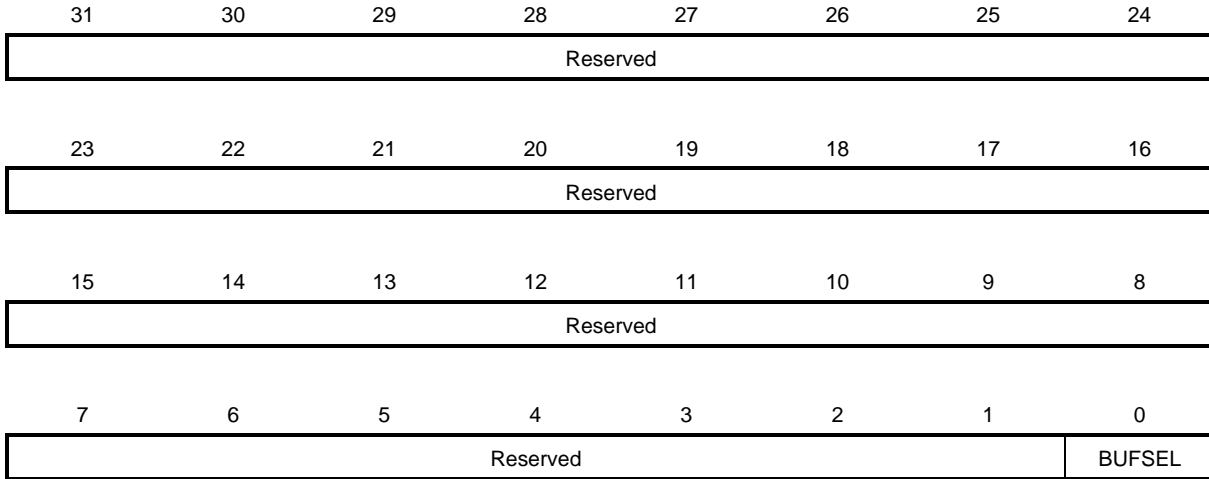 31 30 29 28 27 26 25 24
Reserved
23 22 21 20 19 18 17 16
Reserved
15 14 13 12 11 10 9 8
Reserved
7 6 5 4 3 2 1 0
Reserved BUFSEL